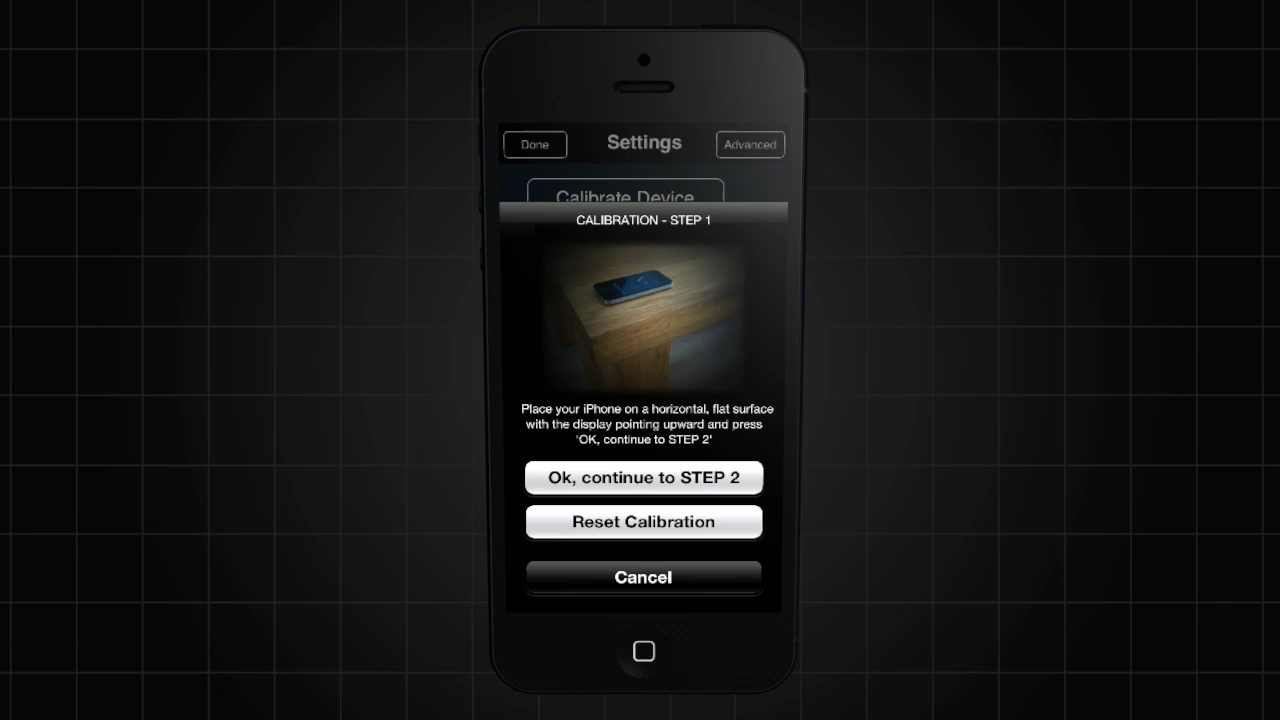 Done
Settings
Advanced
Calibrate Device
CALIBRATION - STEP 1
Place your iPhone on a horizontal, flat surface
with the display pointing upward and press
'OK, continue to STEP 2'
Ok, continue to STEP 2
Reset Calibration
Cancel